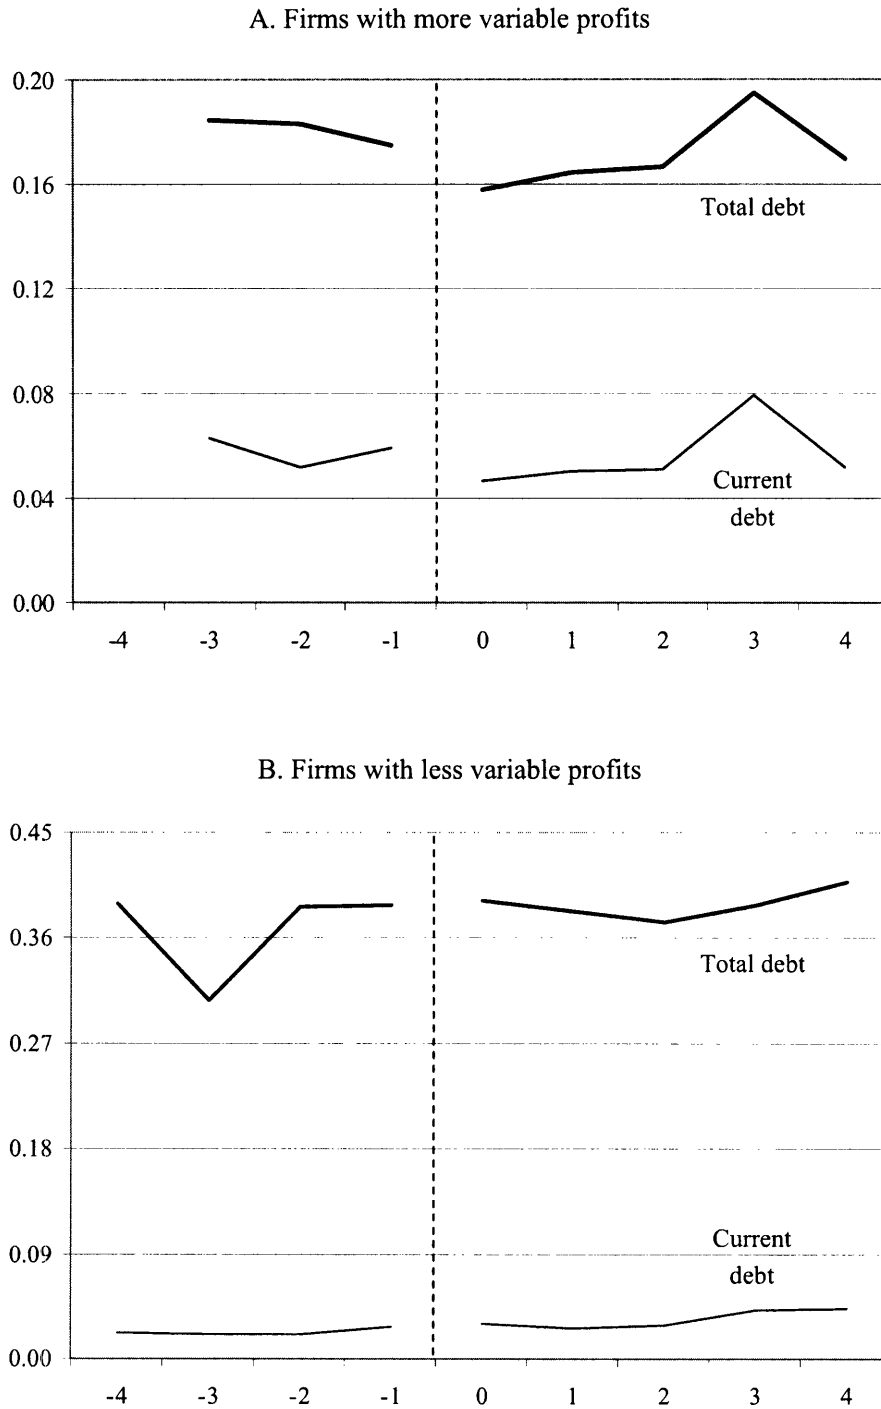 A. Firms with more variable profits
0.20
0.16
Total debt
0.12
0.08
Current
debt
0.04
0.00
-4 -3 -2 -1 0 1 2 3 4
B. Firms with less variable profits
0.45
0.36
Total debt
0.27
0.18
Current
0.09
debt
0.00
-4 -3 -2 -1 0 1 2 3 4